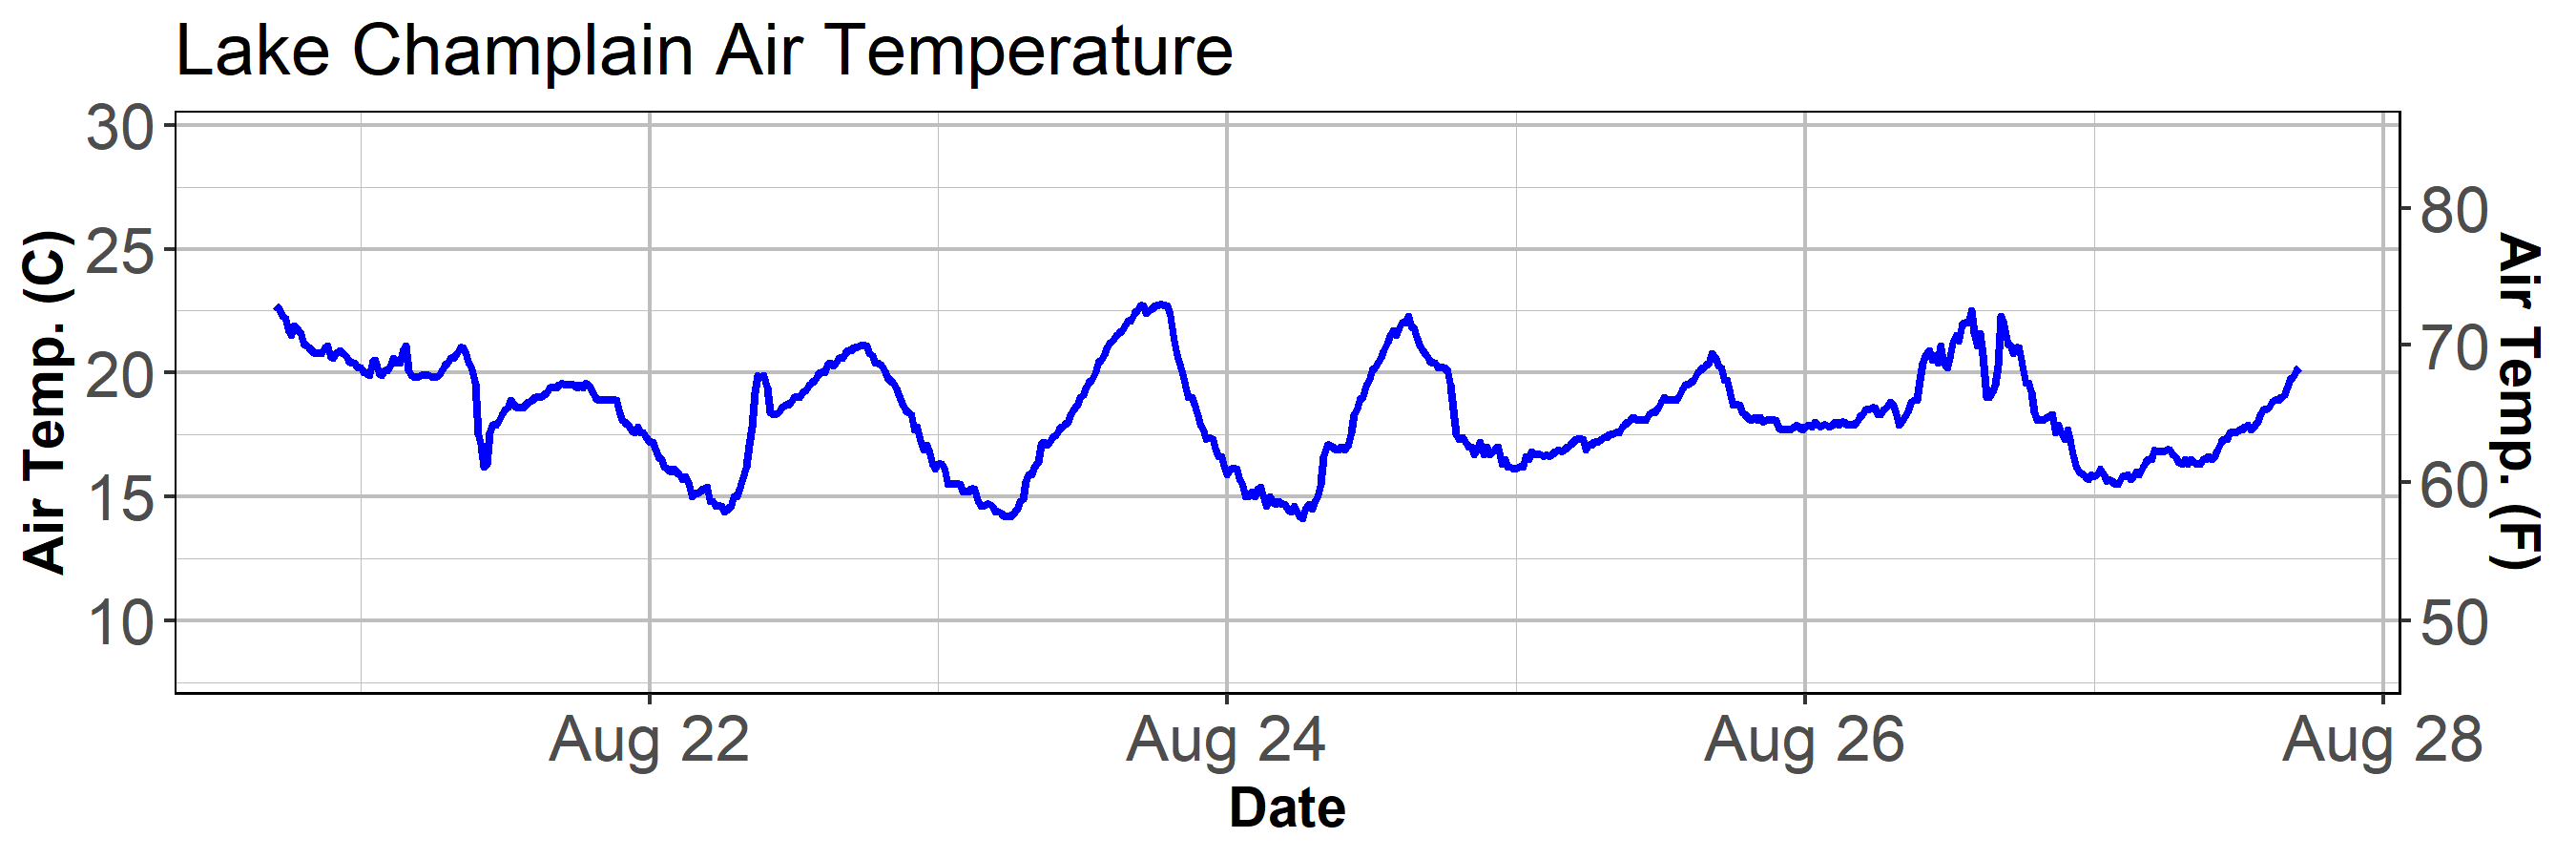 Lake Champlain Air Temperature
Air Temp. (C)
30
25
20
15
10
80
70
60
50
Air Temp. (F)
Aug 22 Aug 24 Aug 26 Aug 28
Date